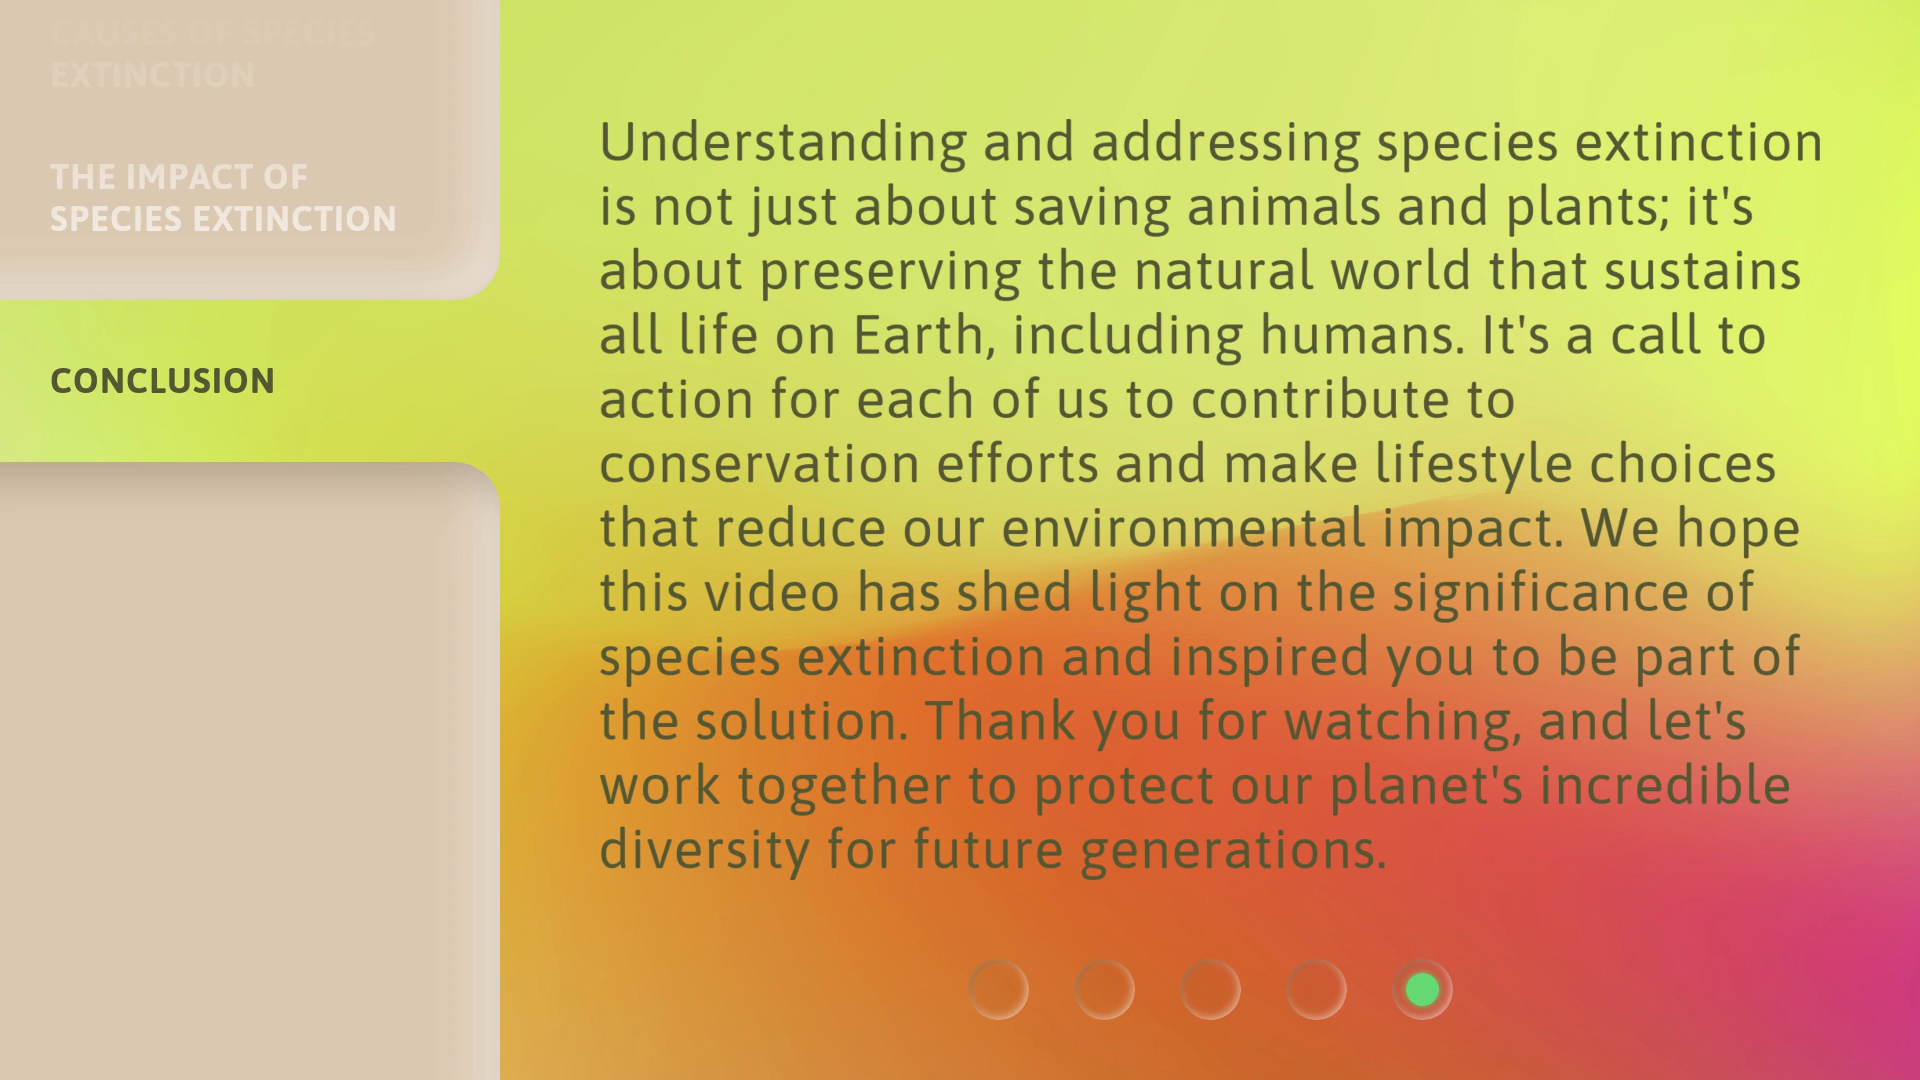 CAUSES OF SPECIES
EXTINCTION
THE IMPACT OF
SPECIES EXTINCTION
CONCLUSION
Understanding and addressing species extinction
is not just about saving animals and plants; it's
about preserving the natural world that sustains
all life on Earth, including humans. It's a call to
action for each of us to contribute to
conservation efforts and make lifestyle choices
that reduce our environmental impact. We hope
this video has shed light on the significance of
species extinction and inspired you to be part of
the solution. Thank you for watching, and let's
work together to protect our planet's incredible
diversity for future generations.